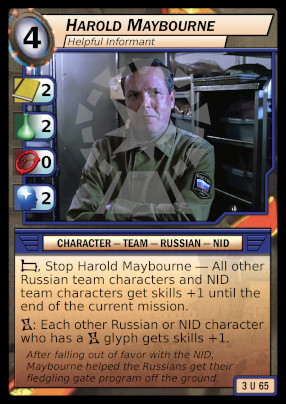 4
HAROLD MAYBOURNE
Helpful Informant
2
2
0
2
CHARACTER – TEAM – RUSSIAN – NID
, Stop Harold Maybourne — All other
Russian team characters and NID
team characters get skills +1 until the
end of the current mission.
: Each other Russian or NID character
who has a glyph gets skills +1.
After falling out of favor with the NID,
Maybourne helped the Russians get their
fledgling gate program off the ground.
3 U 65